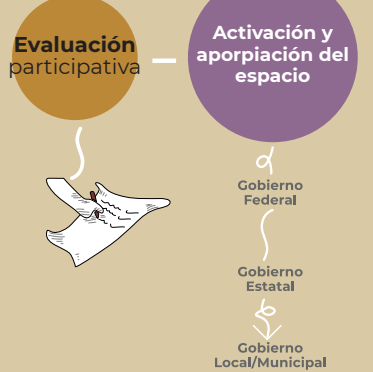 Evaluación
participativa
Activación y
aporpiación del
espacio
Gobierno
Federal
Gobierno
Estatal
Gobierno
Local/Municipal